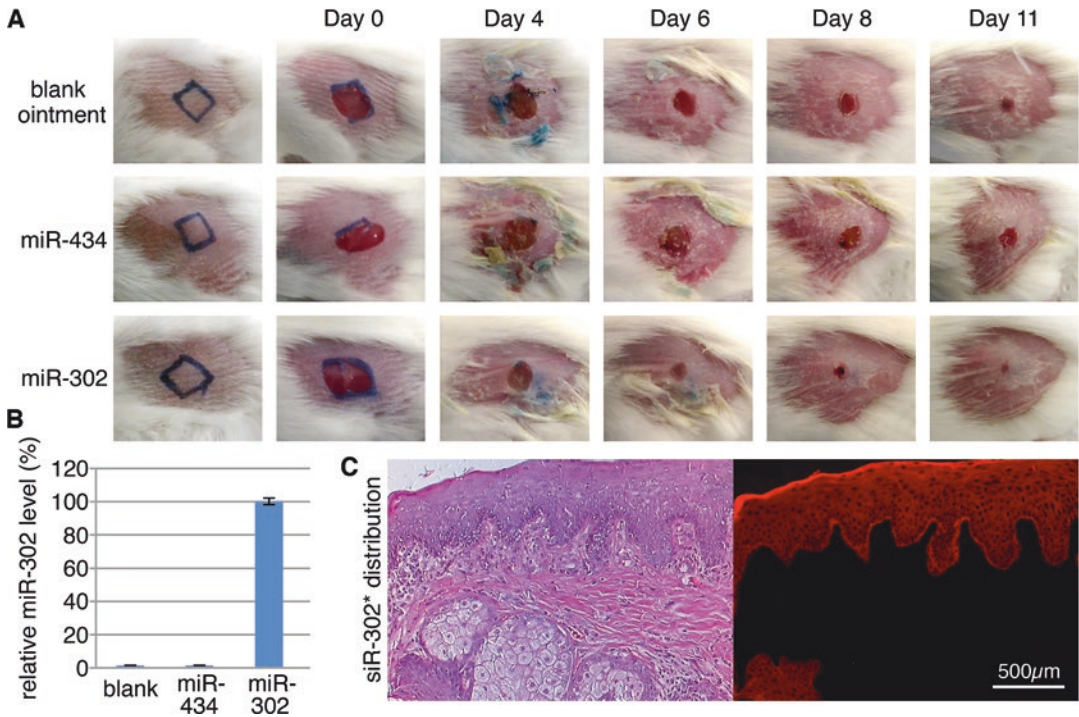 A
Day 0 Day 4 Day 6 Day 8 Day 11
blank
ointment
miR-434
miR-302
B
relative miR-302 level (%)
120
100
80
60
40
20
0
blank
miR-
434
miR-
302
C
siR-302* distribution
500µm